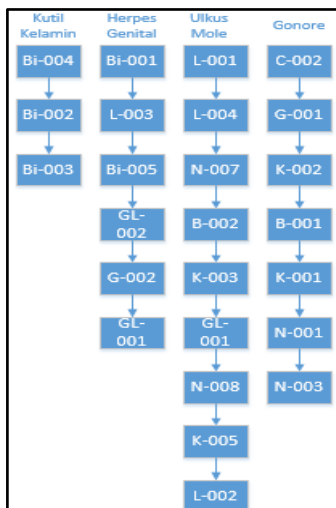 Kutil
Kelamin
Bi-004
Bi-002
Bi-003
Herpes
Genital
Bi-001
L-003
Bi-005
GL-
002
G-002
GL-
001
Ulkus
Mole
L-001
L-004
N-007
B-002
K-003
GL-
001
N-008
K-005
L-002
Gonore
C-002
G-001
K-002
B-001
K-001
N-001
N-003